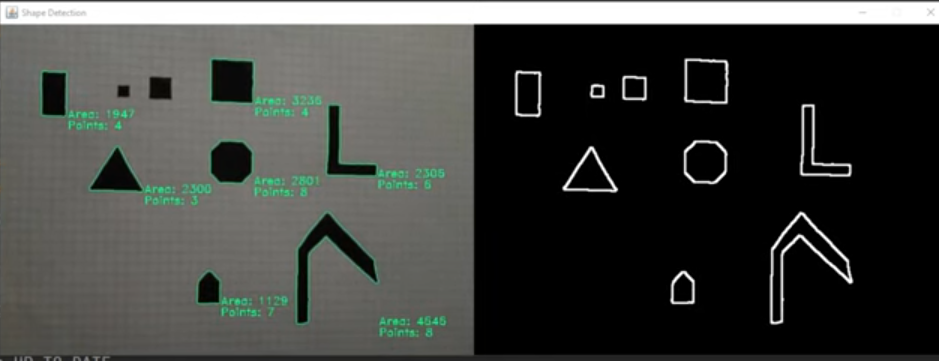 Shape Detection
Area: 1947
Points: 4
Area: 3236
Points: 4
Area: 2300
Points: 3
Area: 2801
Points: 8
Area: 2305
Points: 6
Area: 1129
Points: 7
Area: 4545
Points: 8
UP TO DATE